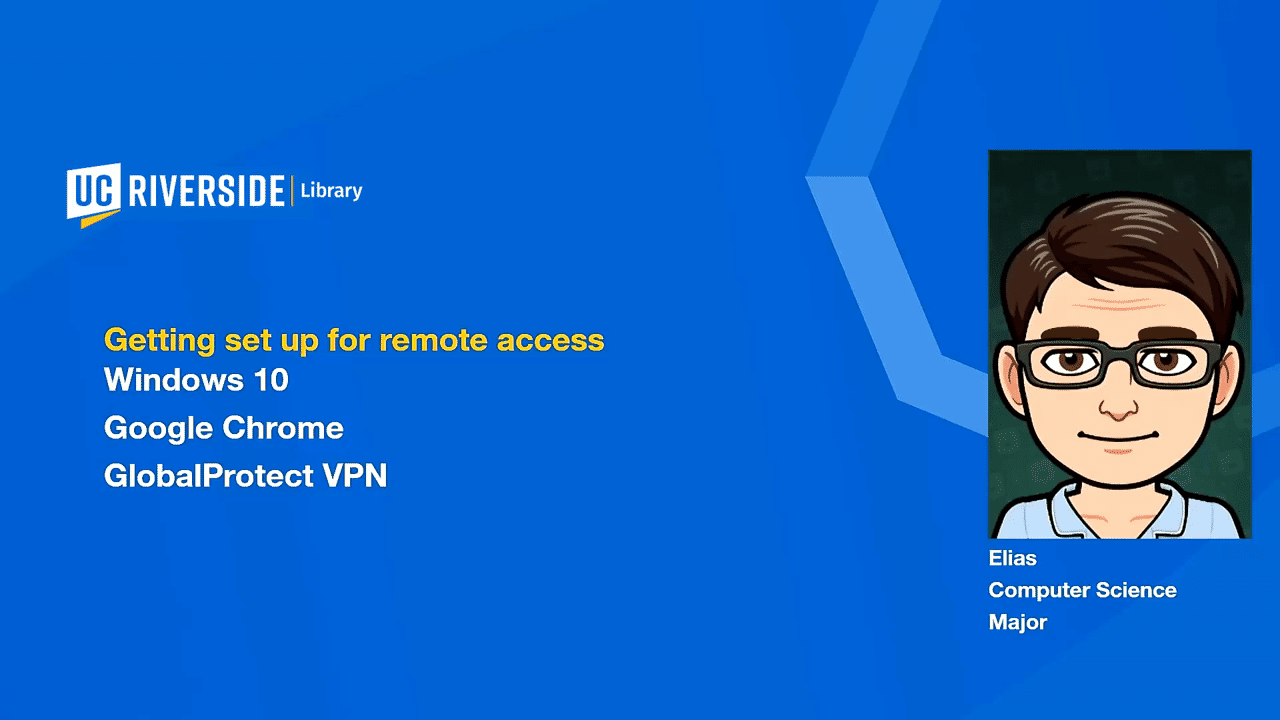 UC RIVERSIDE Library
Getting set up for remote access
Windows 10
Google Chrome
GlobalProtect VPN
Elias
Computer Science
Major